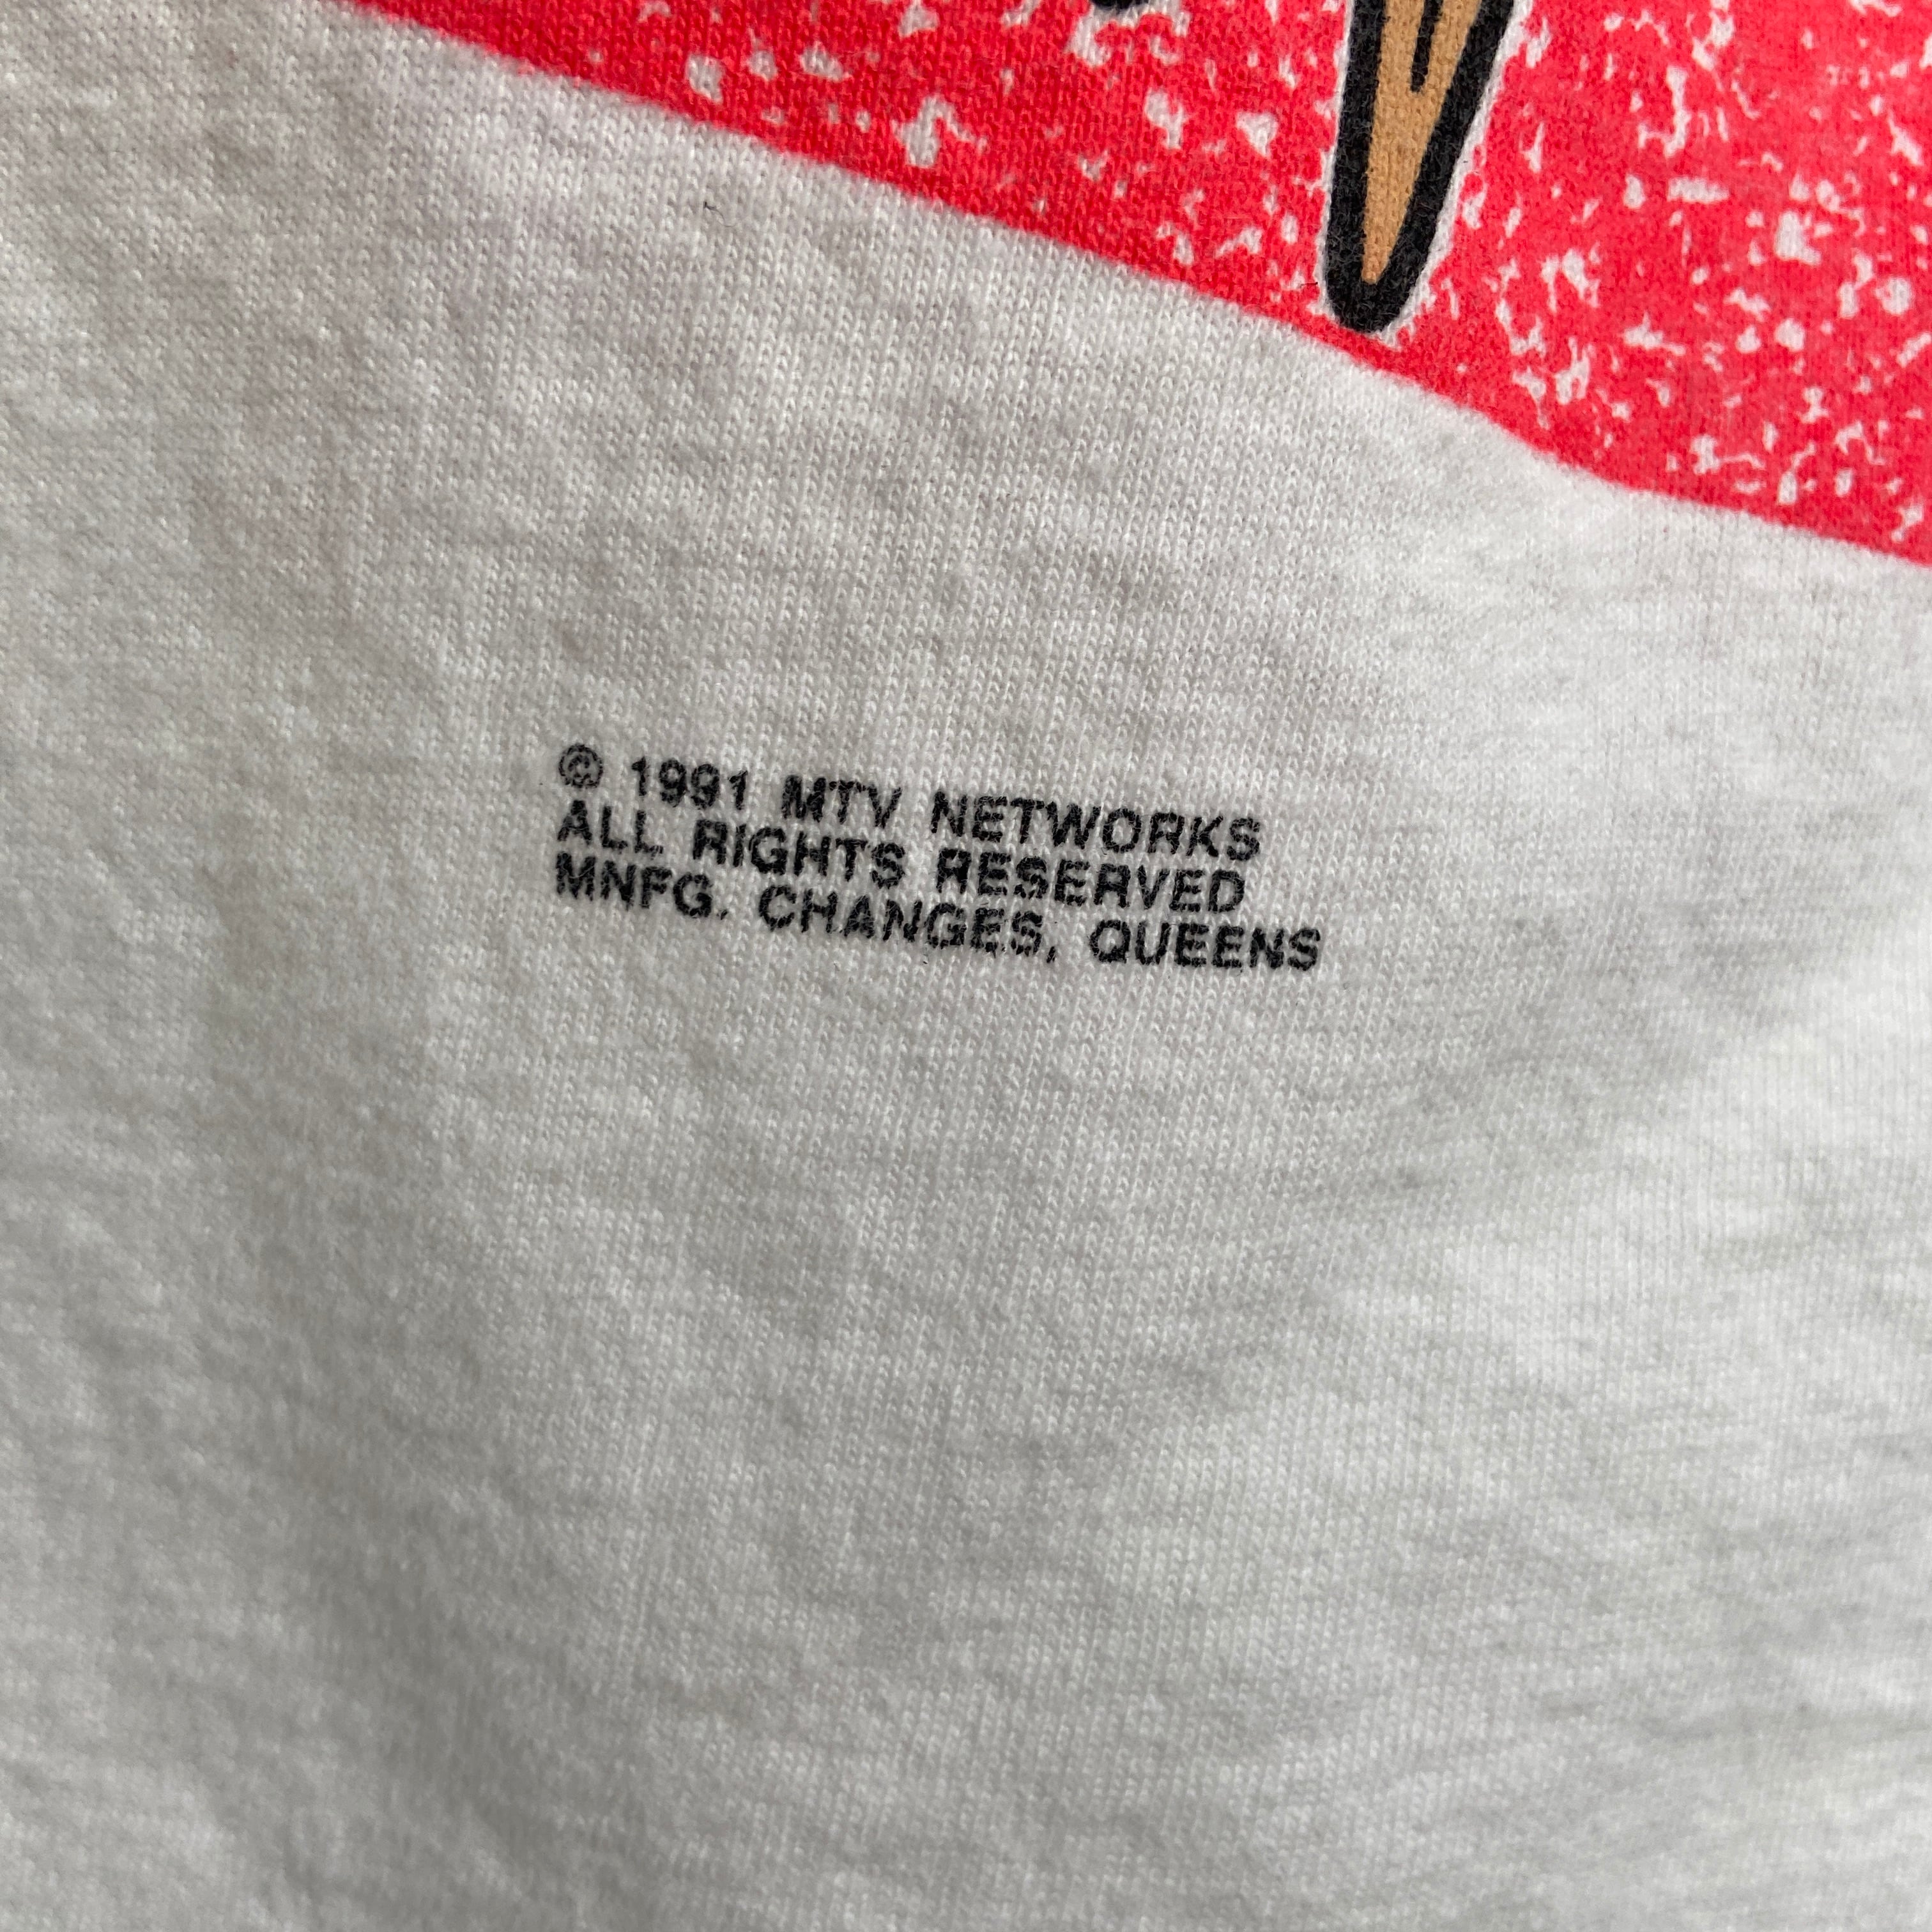 © 1991 MTV NETWORKS
ALL RIGHTS RESERVED
MNFG. CHANGES, QUEENS